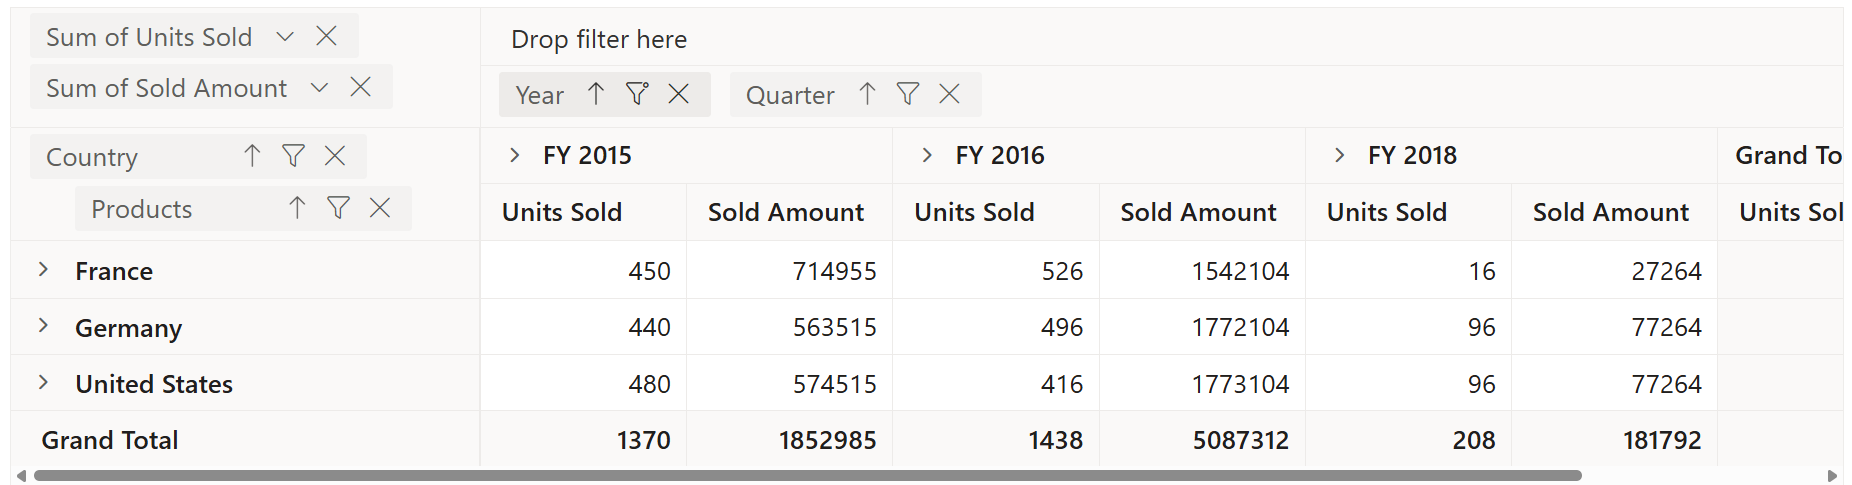 Sum of Units Sold
Drop filter here
Sum of Sold Amount
Year Quarter
Country
FY 2015 FY 2016 FY 2018 Grand To
Products
Units Sold Sold Amount Units Sold Sold Amount Units Sold Sold Amount Units Sol
France 450 714955 526 1542104 16 27264
Germany 440 563515 496 1772104 96 77264
United States 480 574515 416 1773104 96 77264
Grand Total 1370 1852985 1438 5087312 208 181792